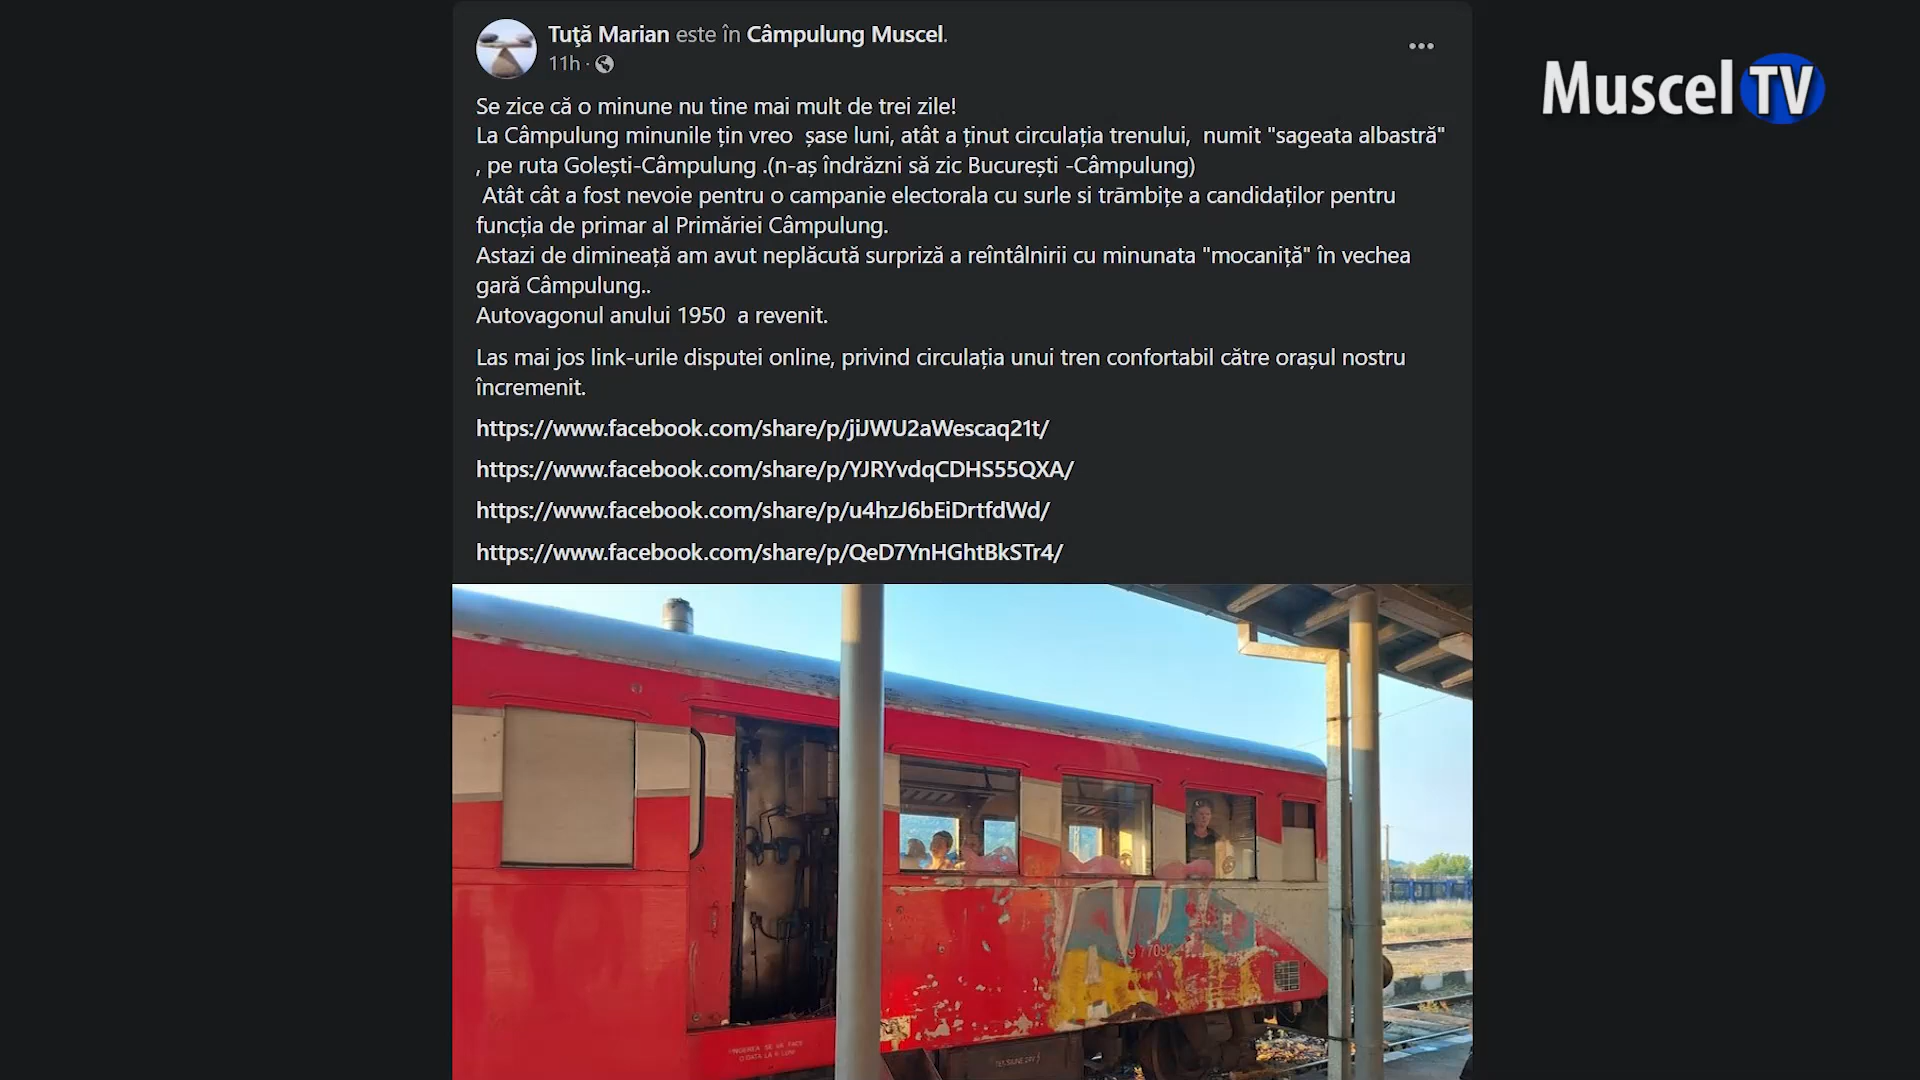 Tuţă Marian este în Câmpulung Muscel.
11h ·
Muscel TV
Se zice că o minune nu tine mai mult de trei zile!
La Câmpulung minunile țin vreo șase luni, atât a ținut circulația trenului, numit "sageata albastră"
, pe ruta Golești-Câmpulung .(n-aș îndrăzni să zic București -Câmpulung)
Atât cât a fost nevoie pentru o campanie electorala cu surle si trămbițe a candidaților pentru
funcția de primar al Primăriei Câmpulung.
Astazi de dimineață am avut neplăcută surpriză a reîntâlnirii cu minunata "mocaniță" în vechea
gară Câmpulung..
Autovagonul anului 1950 a revenit.
Las mai jos link-urile disputei online, privind circulația unui tren confortabil către orașul nostru
încremenit.
https://www.facebook.com/share/p/jiJWU2aWescaq21t/
https://www.facebook.com/share/p/YJRYvdqCDHS55QXA/
https://www.facebook.com/share/p/u4hzJ6bEiDrtfdWd/
https://www.facebook.com/share/p/QeD7YnHGhtBkSTr4/